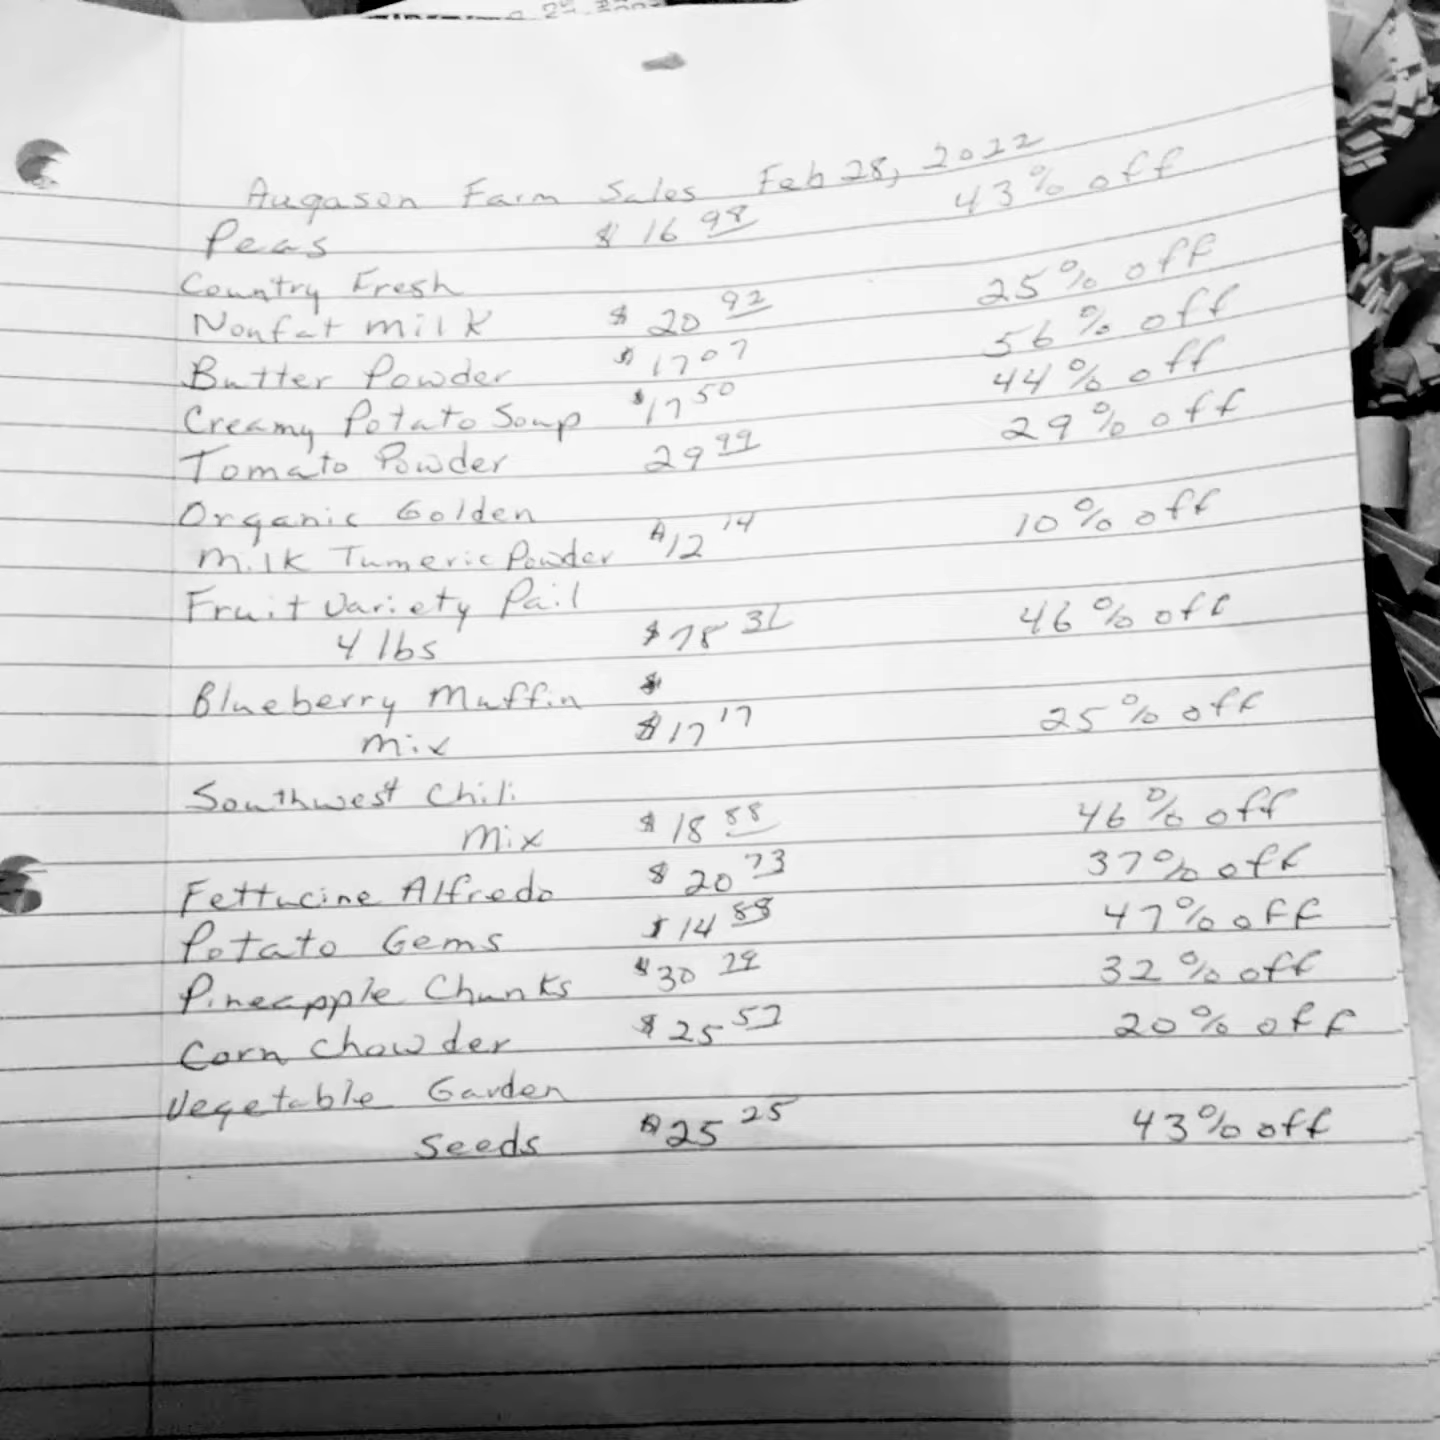 Augason Farm Sales Feb 28, 2022
Peas $16 98 43% off
Country Fresh
Nonfat milk $20 92 25% off
Butter Powder $17 07 56% off
Creamy Potato Soup $17 50 44% off
Tomato Powder 29 99 29% off
Organic Golden
Milk Tumeric Powder $12 14 10% off
Fruit Variety Pail
4 lbs $78 31 46% off
Blueberry Muffin $
mix $17 17 25% off
Southwest Chili
Mix $18 88 46% off
Fettucine Alfredo $20 73 37% off
Potato Gems $14 88 47% off
Pineapple Chunks $30 29 32% off
Corn Chowder $25 57 20% off
Vegetable Garden
Seeds $25 25 43% off